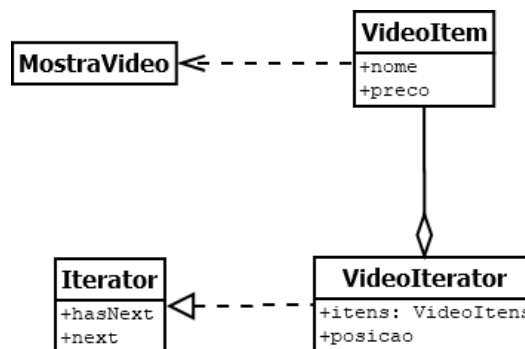 VideoItem
MostraVideo
+nome
+preco
Iterator
VideoIterator
+hasNext
+itens: VideoItens
+next
+posicao